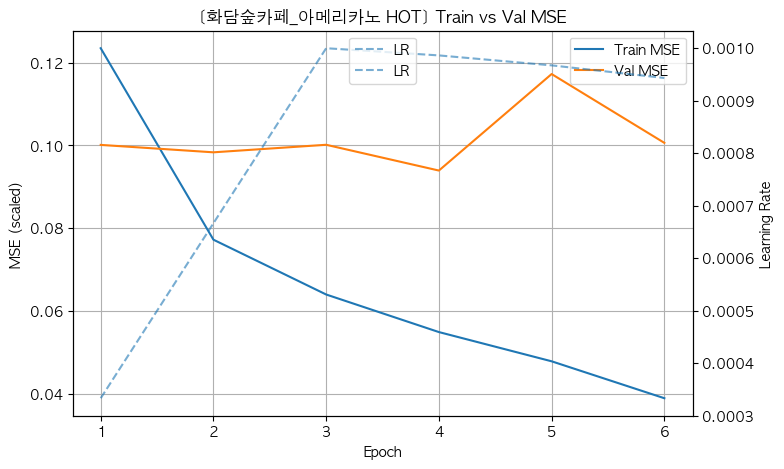 [화담숲카페_아메리카노 HOT] Train vs Val MSE
LR
LR
Train MSE
Val MSE
0.12
0.10
0.08
0.06
0.04
MSE (scaled)
0.0010
0.0009
0.0008
0.0007
0.0006
0.0005
0.0004
0.0003
Learning Rate
1 2 3 4 5 6
Epoch